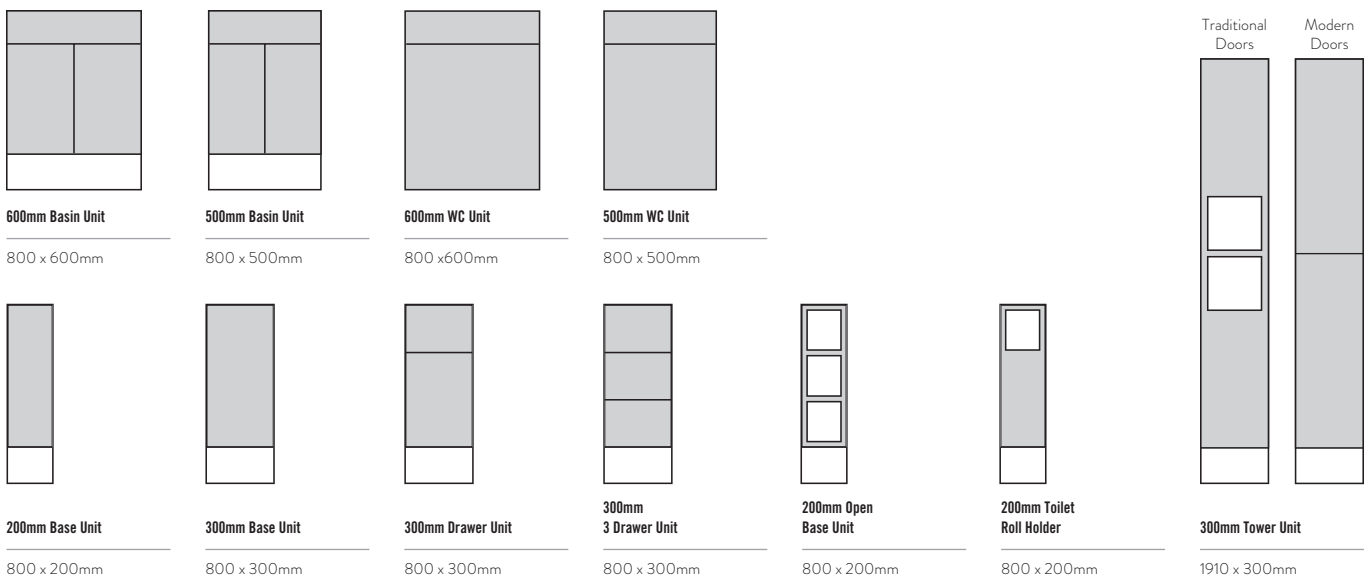 Traditional
Doors
Modern
Doors
600mm Basin Unit
800 x 600mm
500mm Basin Unit
800 x 500mm
600mm WC Unit
800 x600mm
500mm WC Unit
800 x 500mm
200mm Base Unit
800 x 200mm
300mm Base Unit
800 x 300mm
300mm Drawer Unit
800 x 300mm
300mm
3 Drawer Unit
800 x 300mm
200mm Open
Base Unit
800 x 200mm
200mm Toilet
Roll Holder
800 x 200mm
300mm Tower Unit
1910 x 300mm